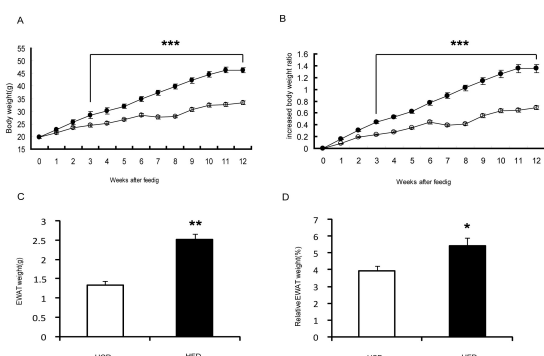 A
***
55
50
45
40
35
30
25
20
15
Body weight(g)
0 1 2 3 4 5 6 7 8 9 10 11 12
Weeks after feedig
B
***
1.6
1.4
1.2
1
0.8
0.6
0.4
0.2
0
increased body weight ratio
0 1 2 3 4 5 6 7 8 9 10 11 12
Weeks after feedig
C
**
3
2.5
2
1.5
1
0.5
0
EWAT weight(g)
HFD
D
*
7
6
5
4
3
2
1
0
Relative EWAT weight(%)